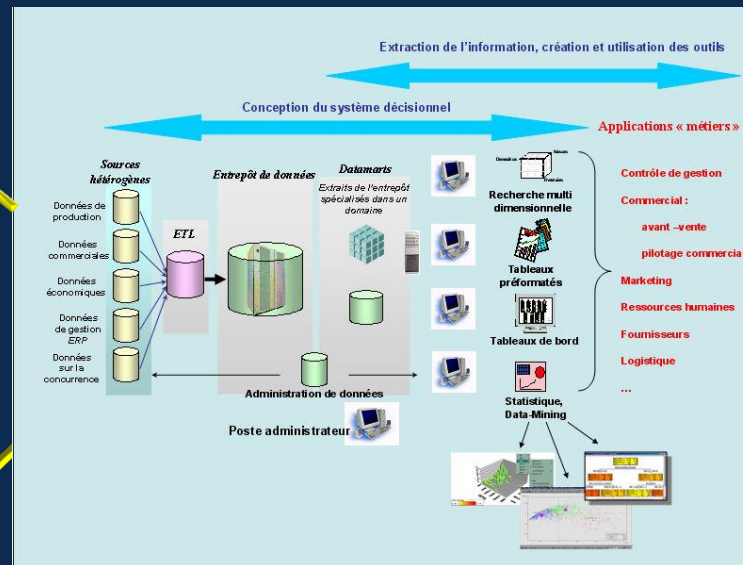 Extraction de l'information, création et utilisation des outils
Conception du système décisionnel
Applications « métiers »
Sources
hétérogènes
Données de
production
Données
commerciales
Données
économiques
Données
de gestion
ERP
Données
sur la
concurrence
ETL
Entrepôt de données
Datamarts
Extraits de l'entrepôt
spécialisés dans un
domaine
Administration de données
Poste administrateur
Recherche multi
dimensionnelle
Tableaux
préformatés
Tableaux de bord
Statistique,
Data-Mining
Contrôle de gestion
Commercial :
avant –vente
pilotage commercia
Marketing
Ressources humaines
Fournisseurs
Logistique
...